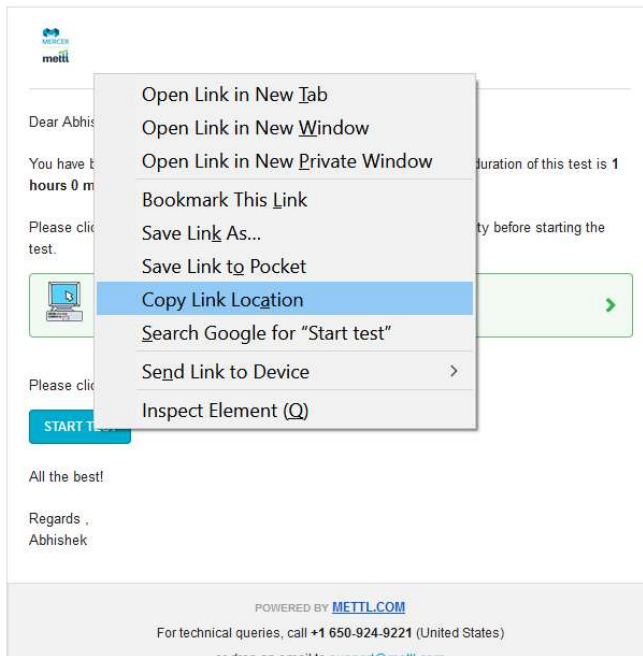 MERCER
mettl
Open Link in New Tab
Open Link in New Window
Open Link in New Private Window
Bookmark This Link
Save Link As...
Save Link to Pocket
Copy Link Location
Search Google for “Start test”
Send Link to Device
Inspect Element (Q)
Dear Abhis
You have duration of this test is 1
hours 0 m
Please clic ty before starting the
test.
Please clic
START
All the best!
Regards ,
Abhishek
POWERED BY METTL.COM
For technical queries, call +1 650-924-9221 (United States)